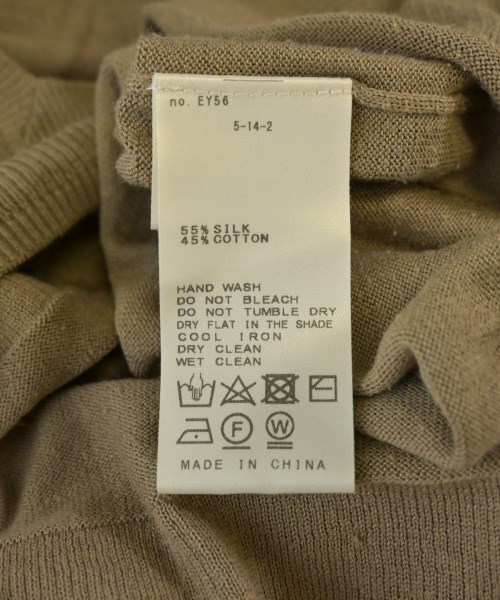 no. EY56
5-14-2
55% SILK
45% COTTON
HAND WASH
DO NOT BLEACH
DO NOT TUMBLE DRY
DRY FLAT IN THE SHADE
COOL IRON
DRY CLEAN
WET CLEAN
F W
MADE IN CHINA